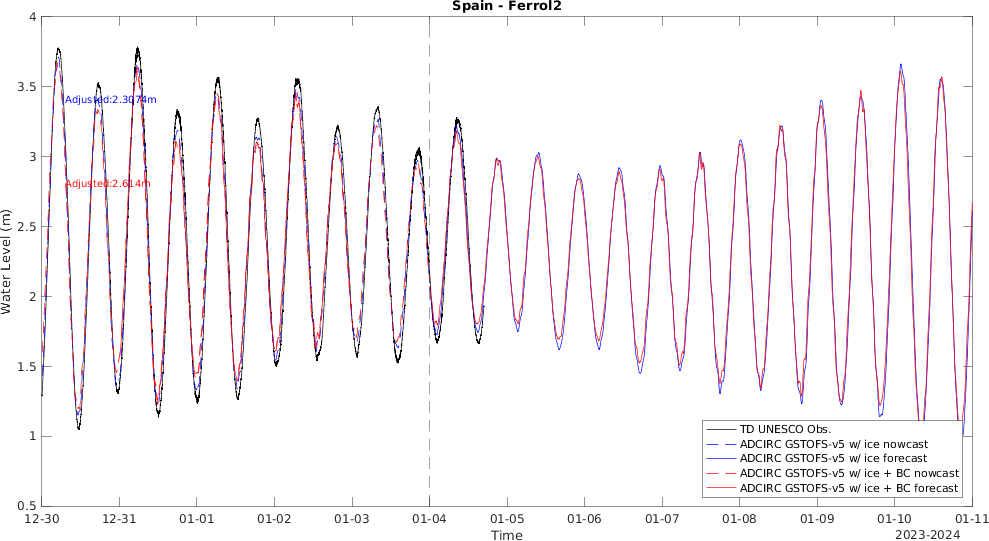 Spain - Ferrol2
4
3.5
3
2.5
2
1.5
1
0.5
Water Level (m)
Adjusted:2.3074m
Adjusted:2.614m
TD UNESCO Obs.
ADCIRC GSTOFS-v5 w/ ice nowcast
ADCIRC GSTOFS-v5 w/ ice forecast
ADCIRC GSTOFS-v5 w/ ice + BC nowcast
ADCIRC GSTOFS-v5 w/ ice + BC forecast
12-30 12-31 01-01 01-02 01-03 01-04 01-05 01-06 01-07 01-08 01-09 01-10 01-11
Time
2023-2024